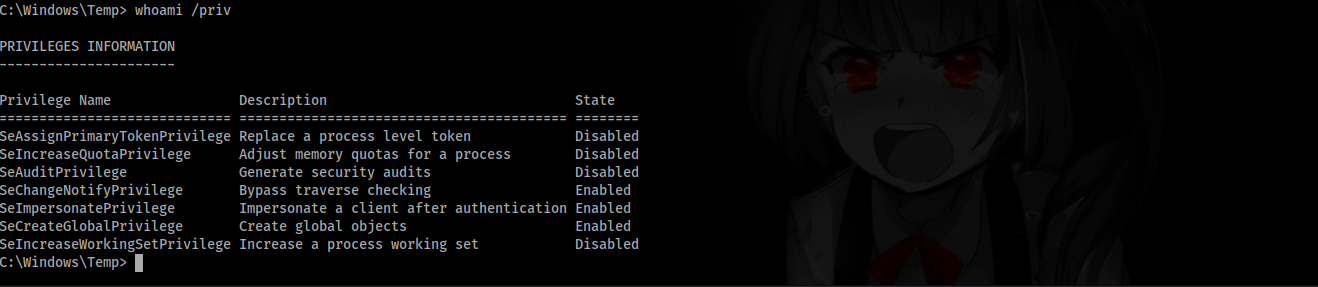 C:\Windows\Temp> whoami /priv
PRIVILEGES INFORMATION
----------------------
Privilege Name                Description                               State
============================= ========================================= ========
SeAssignPrimaryTokenPrivilege Replace a process level token             Disabled
SeIncreaseQuotaPrivilege      Adjust memory quotas for a process        Disabled
SeAuditPrivilege              Generate security audits                  Disabled
SeChangeNotifyPrivilege       Bypass traverse checking                  Enabled
SeImpersonatePrivilege        Impersonate a client after authentication Enabled
SeCreateGlobalPrivilege       Create global objects                     Enabled
SeIncreaseWorkingSetPrivilege Increase a process working set            Disabled
C:\Windows\Temp>